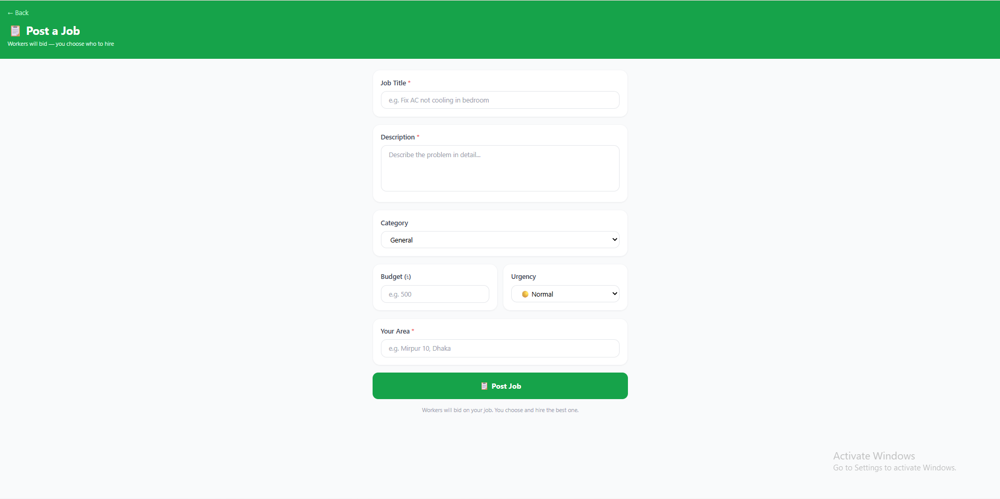 ← Back
📋 Post a Job
Workers will bid — you choose who to hire
Job Title *
e.g. Fix AC not cooling in bedroom
Description *
Describe the problem in detail...
Category
General
Budget (৳)
e.g. 500
Urgency
🟡 Normal
Your Area *
e.g. Mirpur 10, Dhaka
📋 Post Job
Workers will bid on your job. You choose and hire the best one.
Activate Windows
Go to Settings to activate Windows.